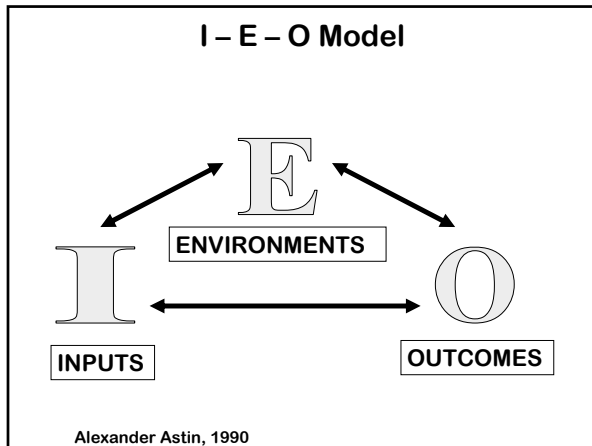 I – E – O Model
E
ENVIRONMENTS
I
O
INPUTS
OUTCOMES
Alexander Astin, 1990